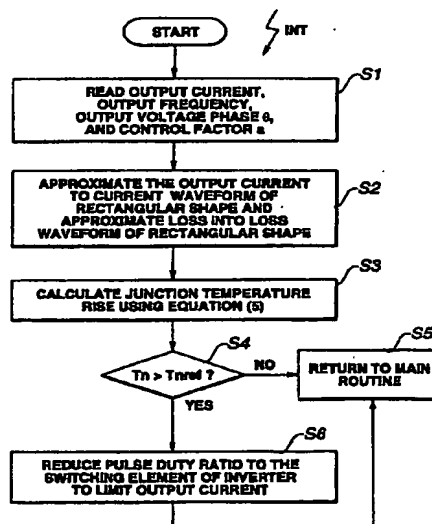 START
INT
S1
READ OUTPUT CURRENT,
OUTPUT FREQUENCY,
OUTPUT VOLTAGE PHASE θ,
AND CONTROL FACTOR a
S2
APPROXIMATE THE OUTPUT CURRENT
TO CURRENT WAVEFORM OF
RECTANGULAR SHAPE AND
APPROXIMATE LOSS INTO LOSS
WAVEFORM OF RECTANGULAR SHAPE
S3
CALCULATE JUNCTION TEMPERATURE
RISE USING EQUATION (5)
S4
Tn > Tnref ?
NO
YES
S5
RETURN TO MAIN
ROUTINE
S6
REDUCE PULSE DUTY RATIO TO THE
SWITCHING ELEMENT OF INVERTER
TO LIMIT OUTPUT CURRENT